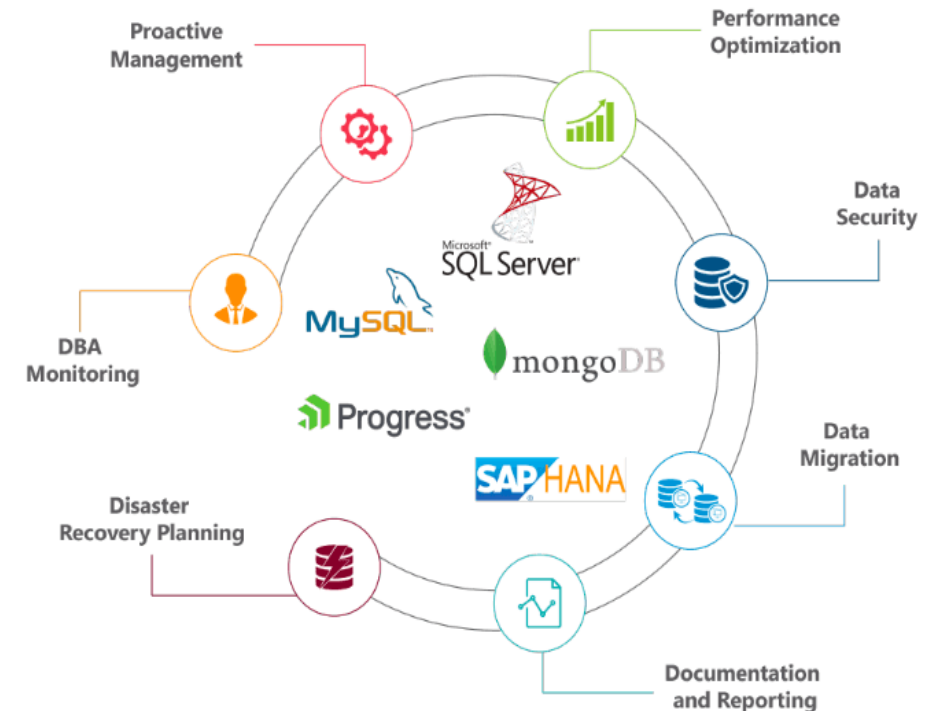 Proactive
Management
Performance
Optimization
Data
Security
Microsoft®
SQL Server®
MySQL™
mongoDB
DBA
Monitoring
Progress®
Data
Migration
SAP® HANA
Disaster
Recovery Planning
Documentation
and Reporting